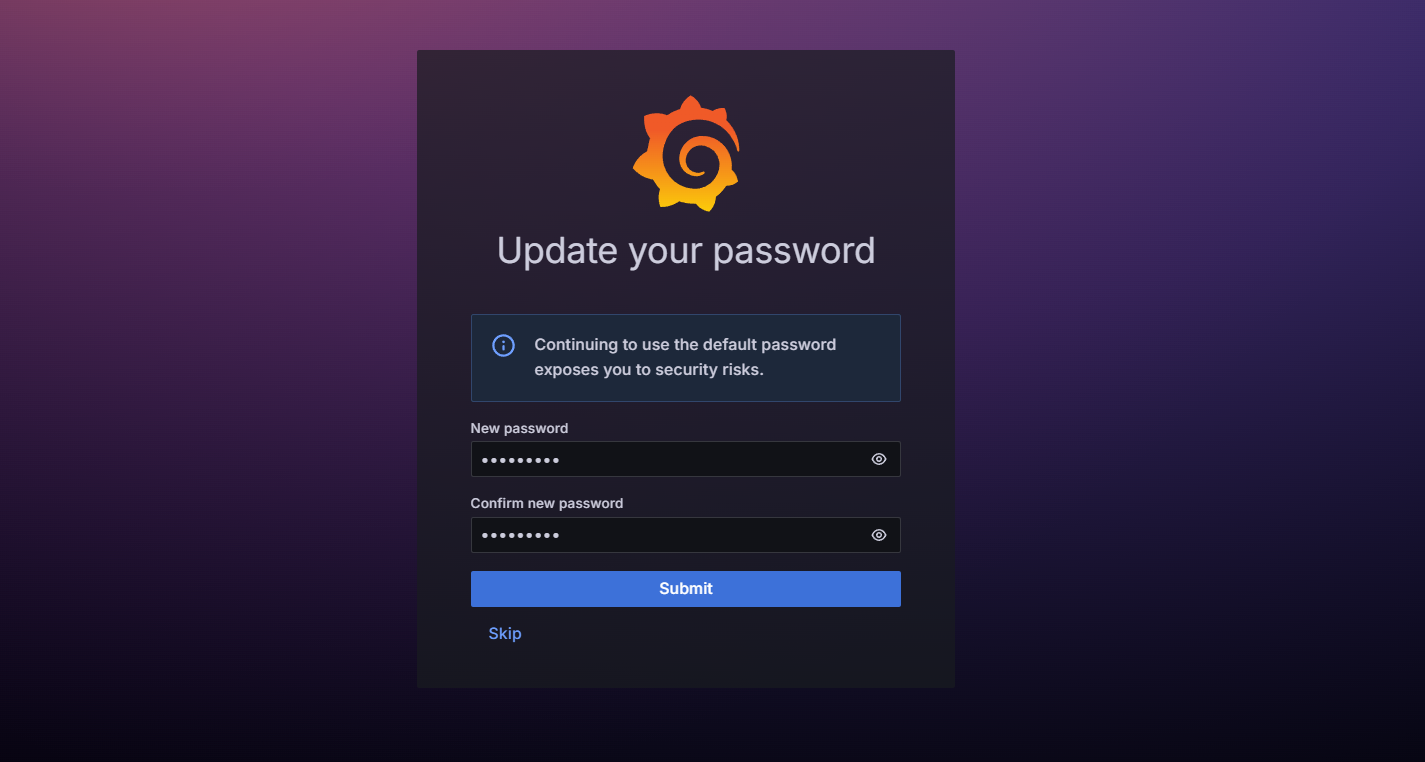 Update your password
Continuing to use the default password
exposes you to security risks.
New password
•••••••••
Confirm new password
•••••••••
Submit
Skip